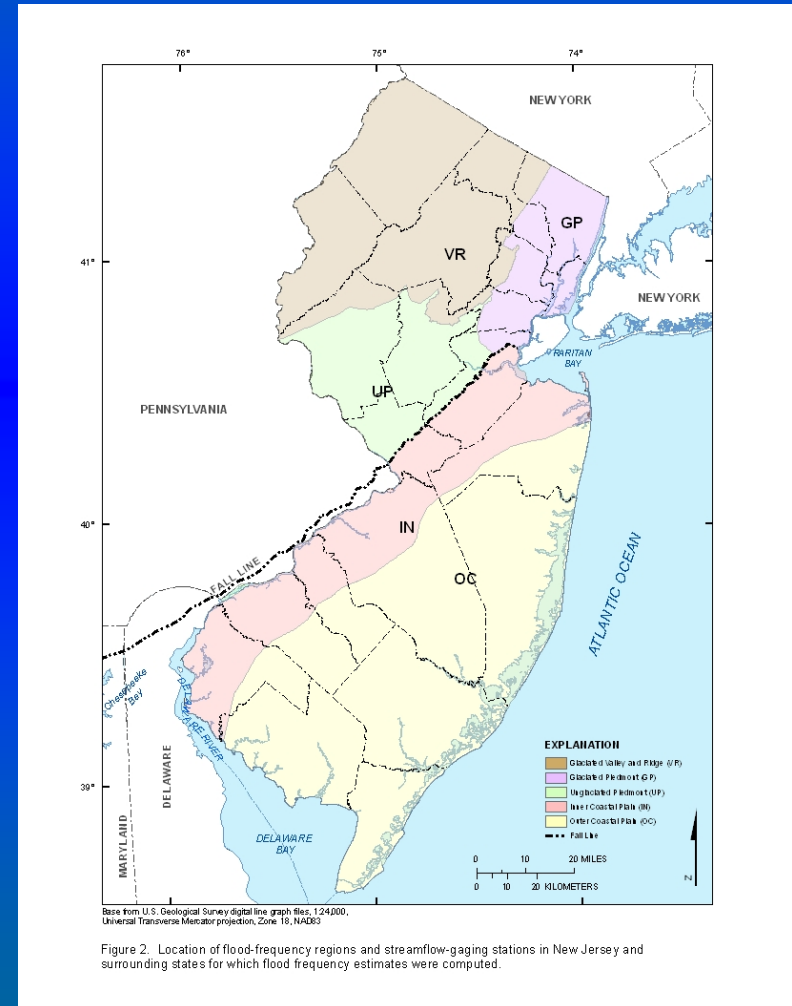 76° 75° 74°
NEW YORK
GP
VR
41°
NEW YORK
RARITAN
BAY
UP
PENNSYLVANIA
40°
IN
FALL LINE
OC
ATLANTIC OCEAN
Chesapeake
Bay
DELAWARE RIVER
DELAWARE
MARYLAND
39°
DELAWARE
BAY
EXPLANATION
Glaciated Valley and Ridge (VR)
Glaciated Piedmont (GP)
Unglaciated Piedmont (UP)
Inner Coastal Plain (IN)
Outer Coastal Plain (OC)
Fall Line
0 10 20 MILES
0 10 20 KILOMETERS
N
Base from U.S. Geological Survey digital line graph files, 1:24,000,
Universal Transverse Mercator projection, Zone 18, NAD83
Figure 2. Location of flood-frequency regions and streamflow-gaging stations in New Jersey and
surrounding states for which flood frequency estimates were computed.